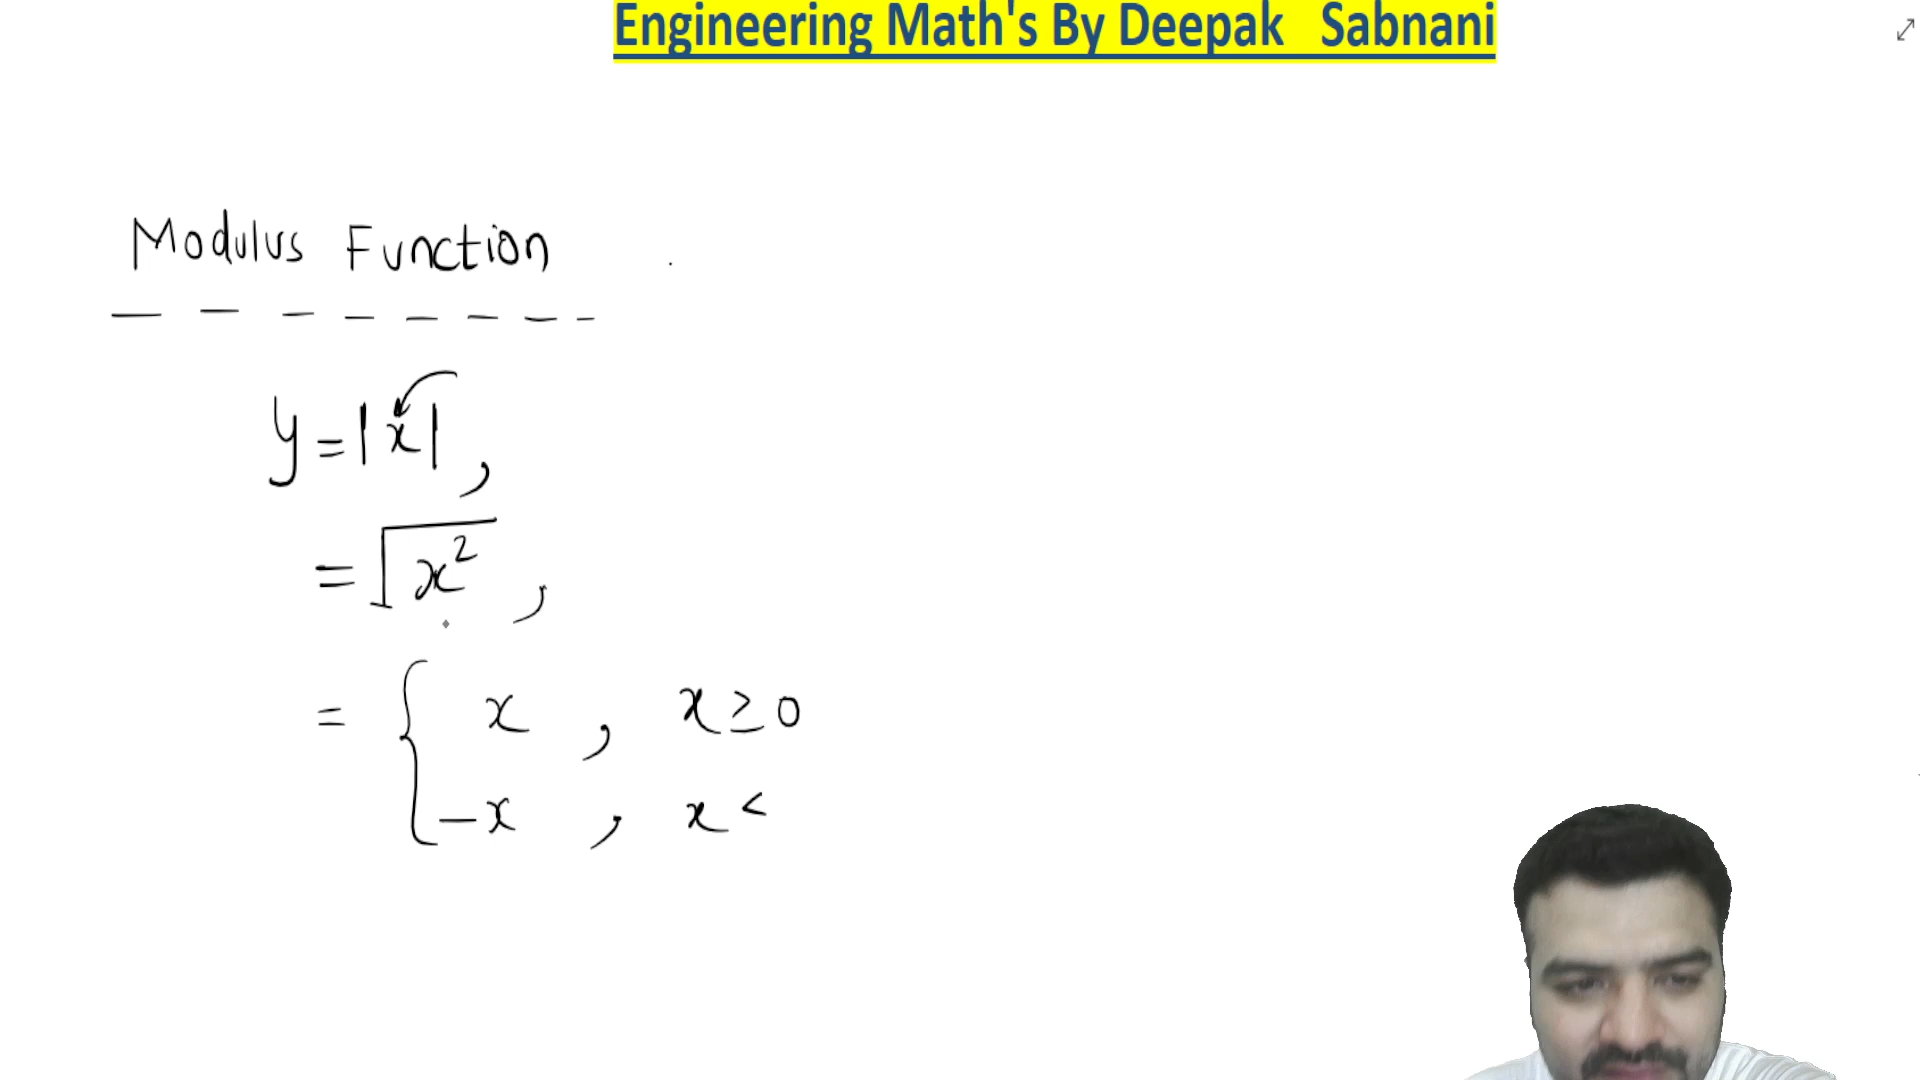 Engineering Math's By Deepak Sabnani
Modulus Function
y=|x|,
=√x²,
= { x , x≥0
-x , x <